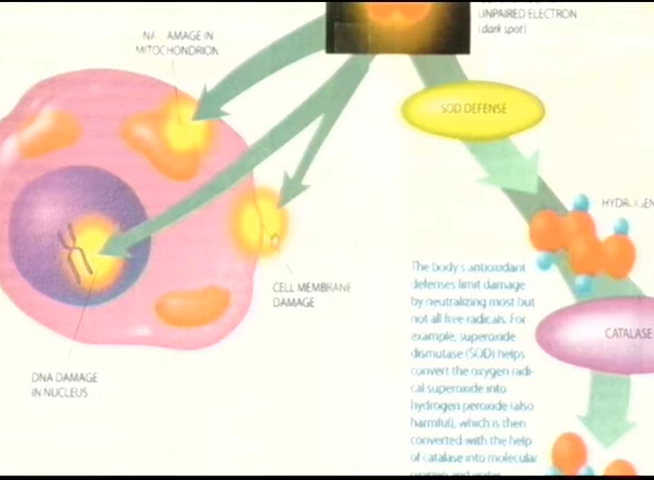 UNPAIRED ELECTRON
(dark spot)
AMAGE IN
MITOCHONDRION
SOD DEFENSE
CELL MEMBRANE
DAMAGE
DNA DAMAGE
IN NUCLEUS
CATALASE
The body's antioxidant
defenses limit damage
by neutralizing most but
not all free radicals. For
example, superoxide
dismutase (SOD) helps
convert the oxygen radi-
cal superoxide into
hydrogen peroxide (also
harmful), which is then
converted with the help
of catalase into molecular
oxygen and water.